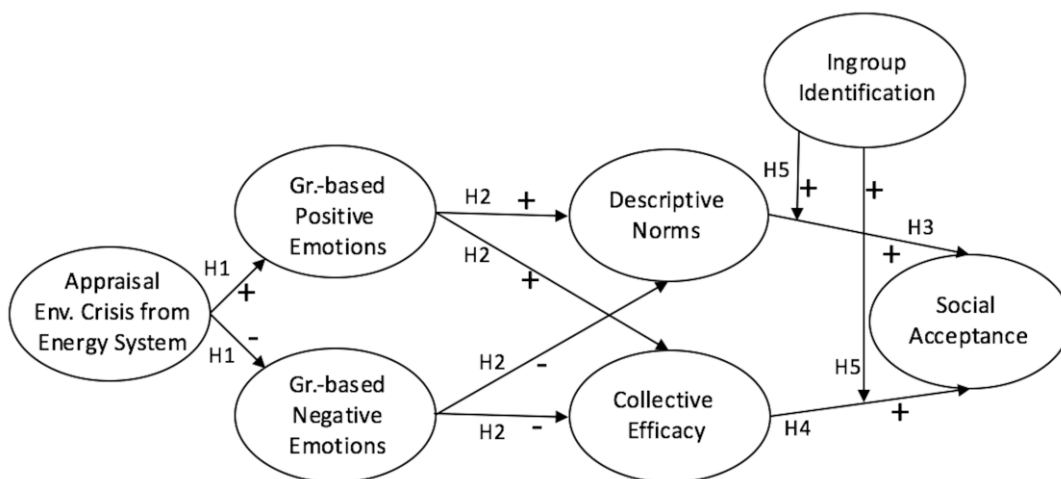 Ingroup
Identification
H5
+
+
Gr.-based
Positive
Emotions
H2
+
Descriptive
Norms
H3
+
H2
+
H1
+
Appraisal
Env. Crisis from
Energy System
-
H1
Social
Acceptance
H2
-
H5
Gr.-based
Negative
Emotions
H2
-
Collective
Efficacy
H4
+